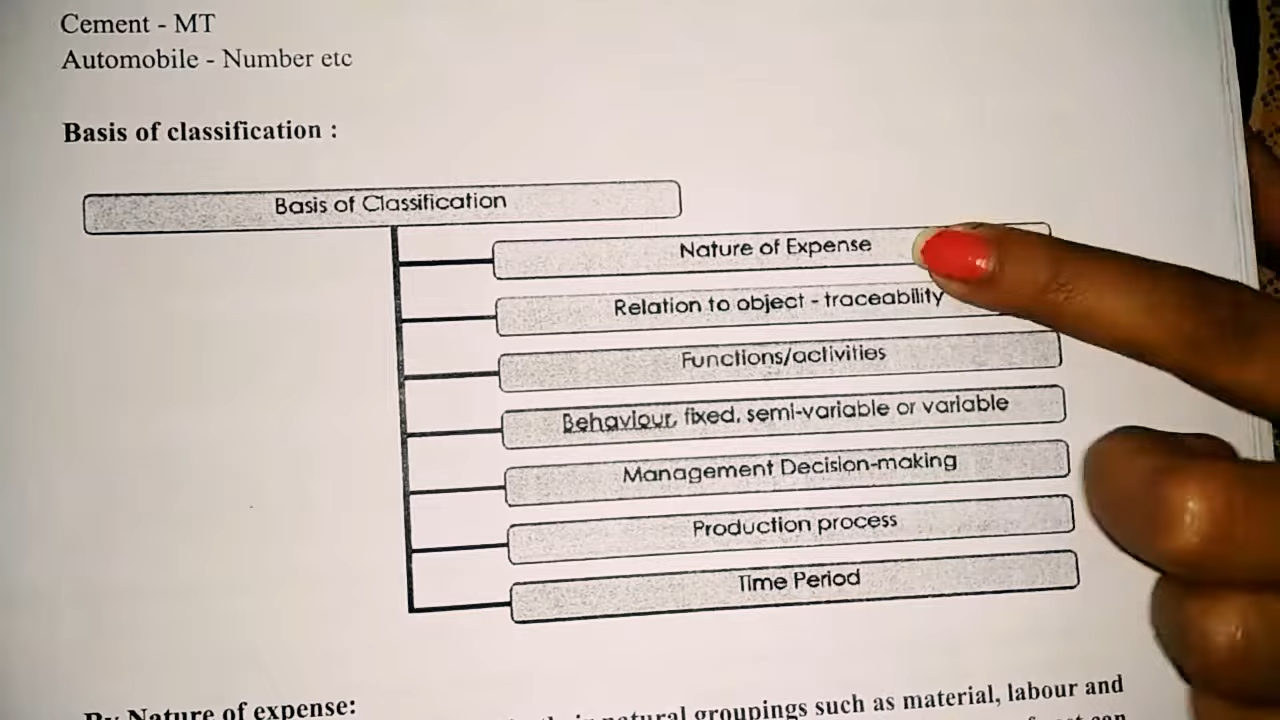 Cement - MT
Automobile - Number etc
Basis of classification :
Basis of Classification
Nature of Expense
Relation to object - traceability
Functions/activities
Behaviour, fixed, semi-variable or variable
Management Decision-making
Production process
Time Period
By Nature of expense:
natural groupings such as material, labour and